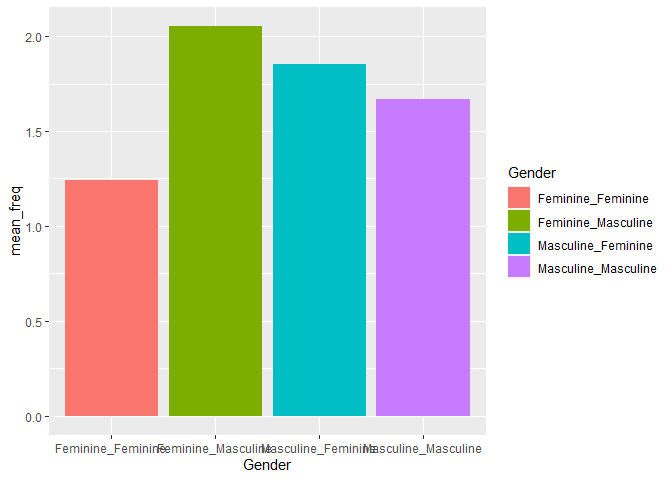 mean_freq
2.0
1.5
1.0
0.5
0.0
Feminine_Feminine Feminine_Masculine Masculine_Feminine Masculine_Masculine
Gender
Gender
Feminine_Feminine
Feminine_Masculine
Masculine_Feminine
Masculine_Masculine